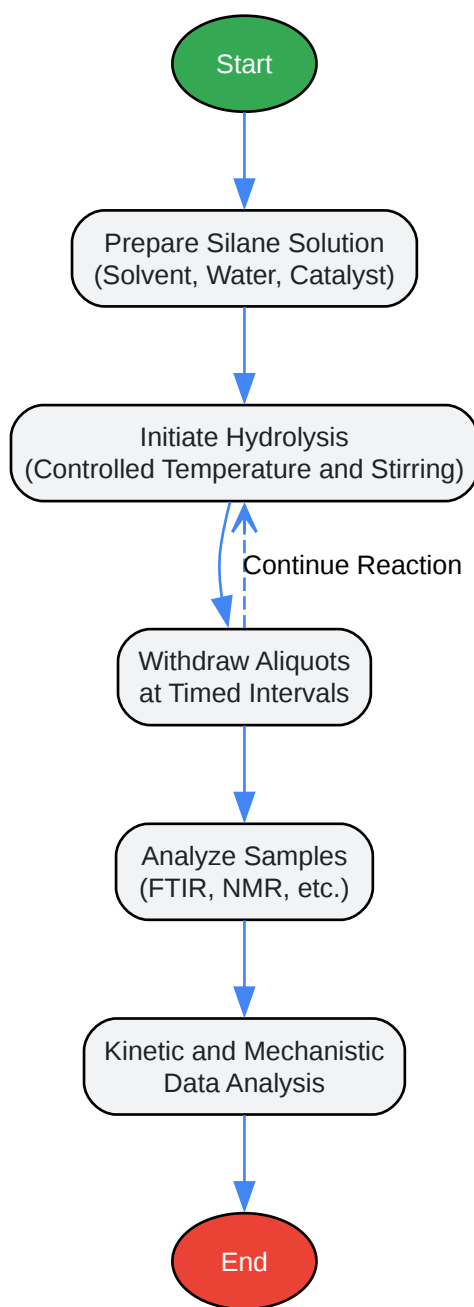 Start
Prepare Silane Solution
(Solvent, Water, Catalyst)
Initiate Hydrolysis
(Controlled Temperature and Stirring)
Continue Reaction
Withdraw Aliquots
at Timed Intervals
Analyze Samples
(FTIR, NMR, etc.)
Kinetic and Mechanistic
Data Analysis
End